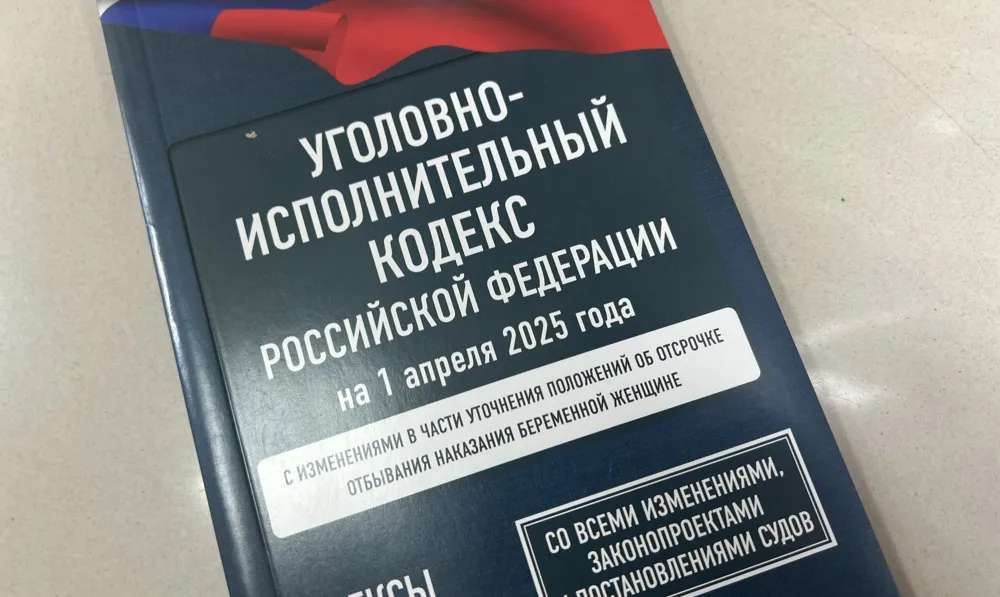 УГОЛОВНО-
ИСПОЛНИТЕЛЬНЫЙ
КОДЕКС
РОССИЙСКОЙ ФЕДЕРАЦИИ
на 1 апреля 2025 года
С ИЗМЕНЕНИЯМИ В ЧАСТИ УТОЧНЕНИЯ ПОЛОЖЕНИЙ ОБ ОТСРОЧКЕ
ОТБЫВАНИЯ НАКАЗАНИЯ БЕРЕМЕННОЙ ЖЕНЩИНЕ
СО ВСЕМИ ИЗМЕНЕНИЯМИ,
ЗАКОНОПРОЕКТАМИ
И ПОСТАНОВЛЕНИЯМИ СУДОВ